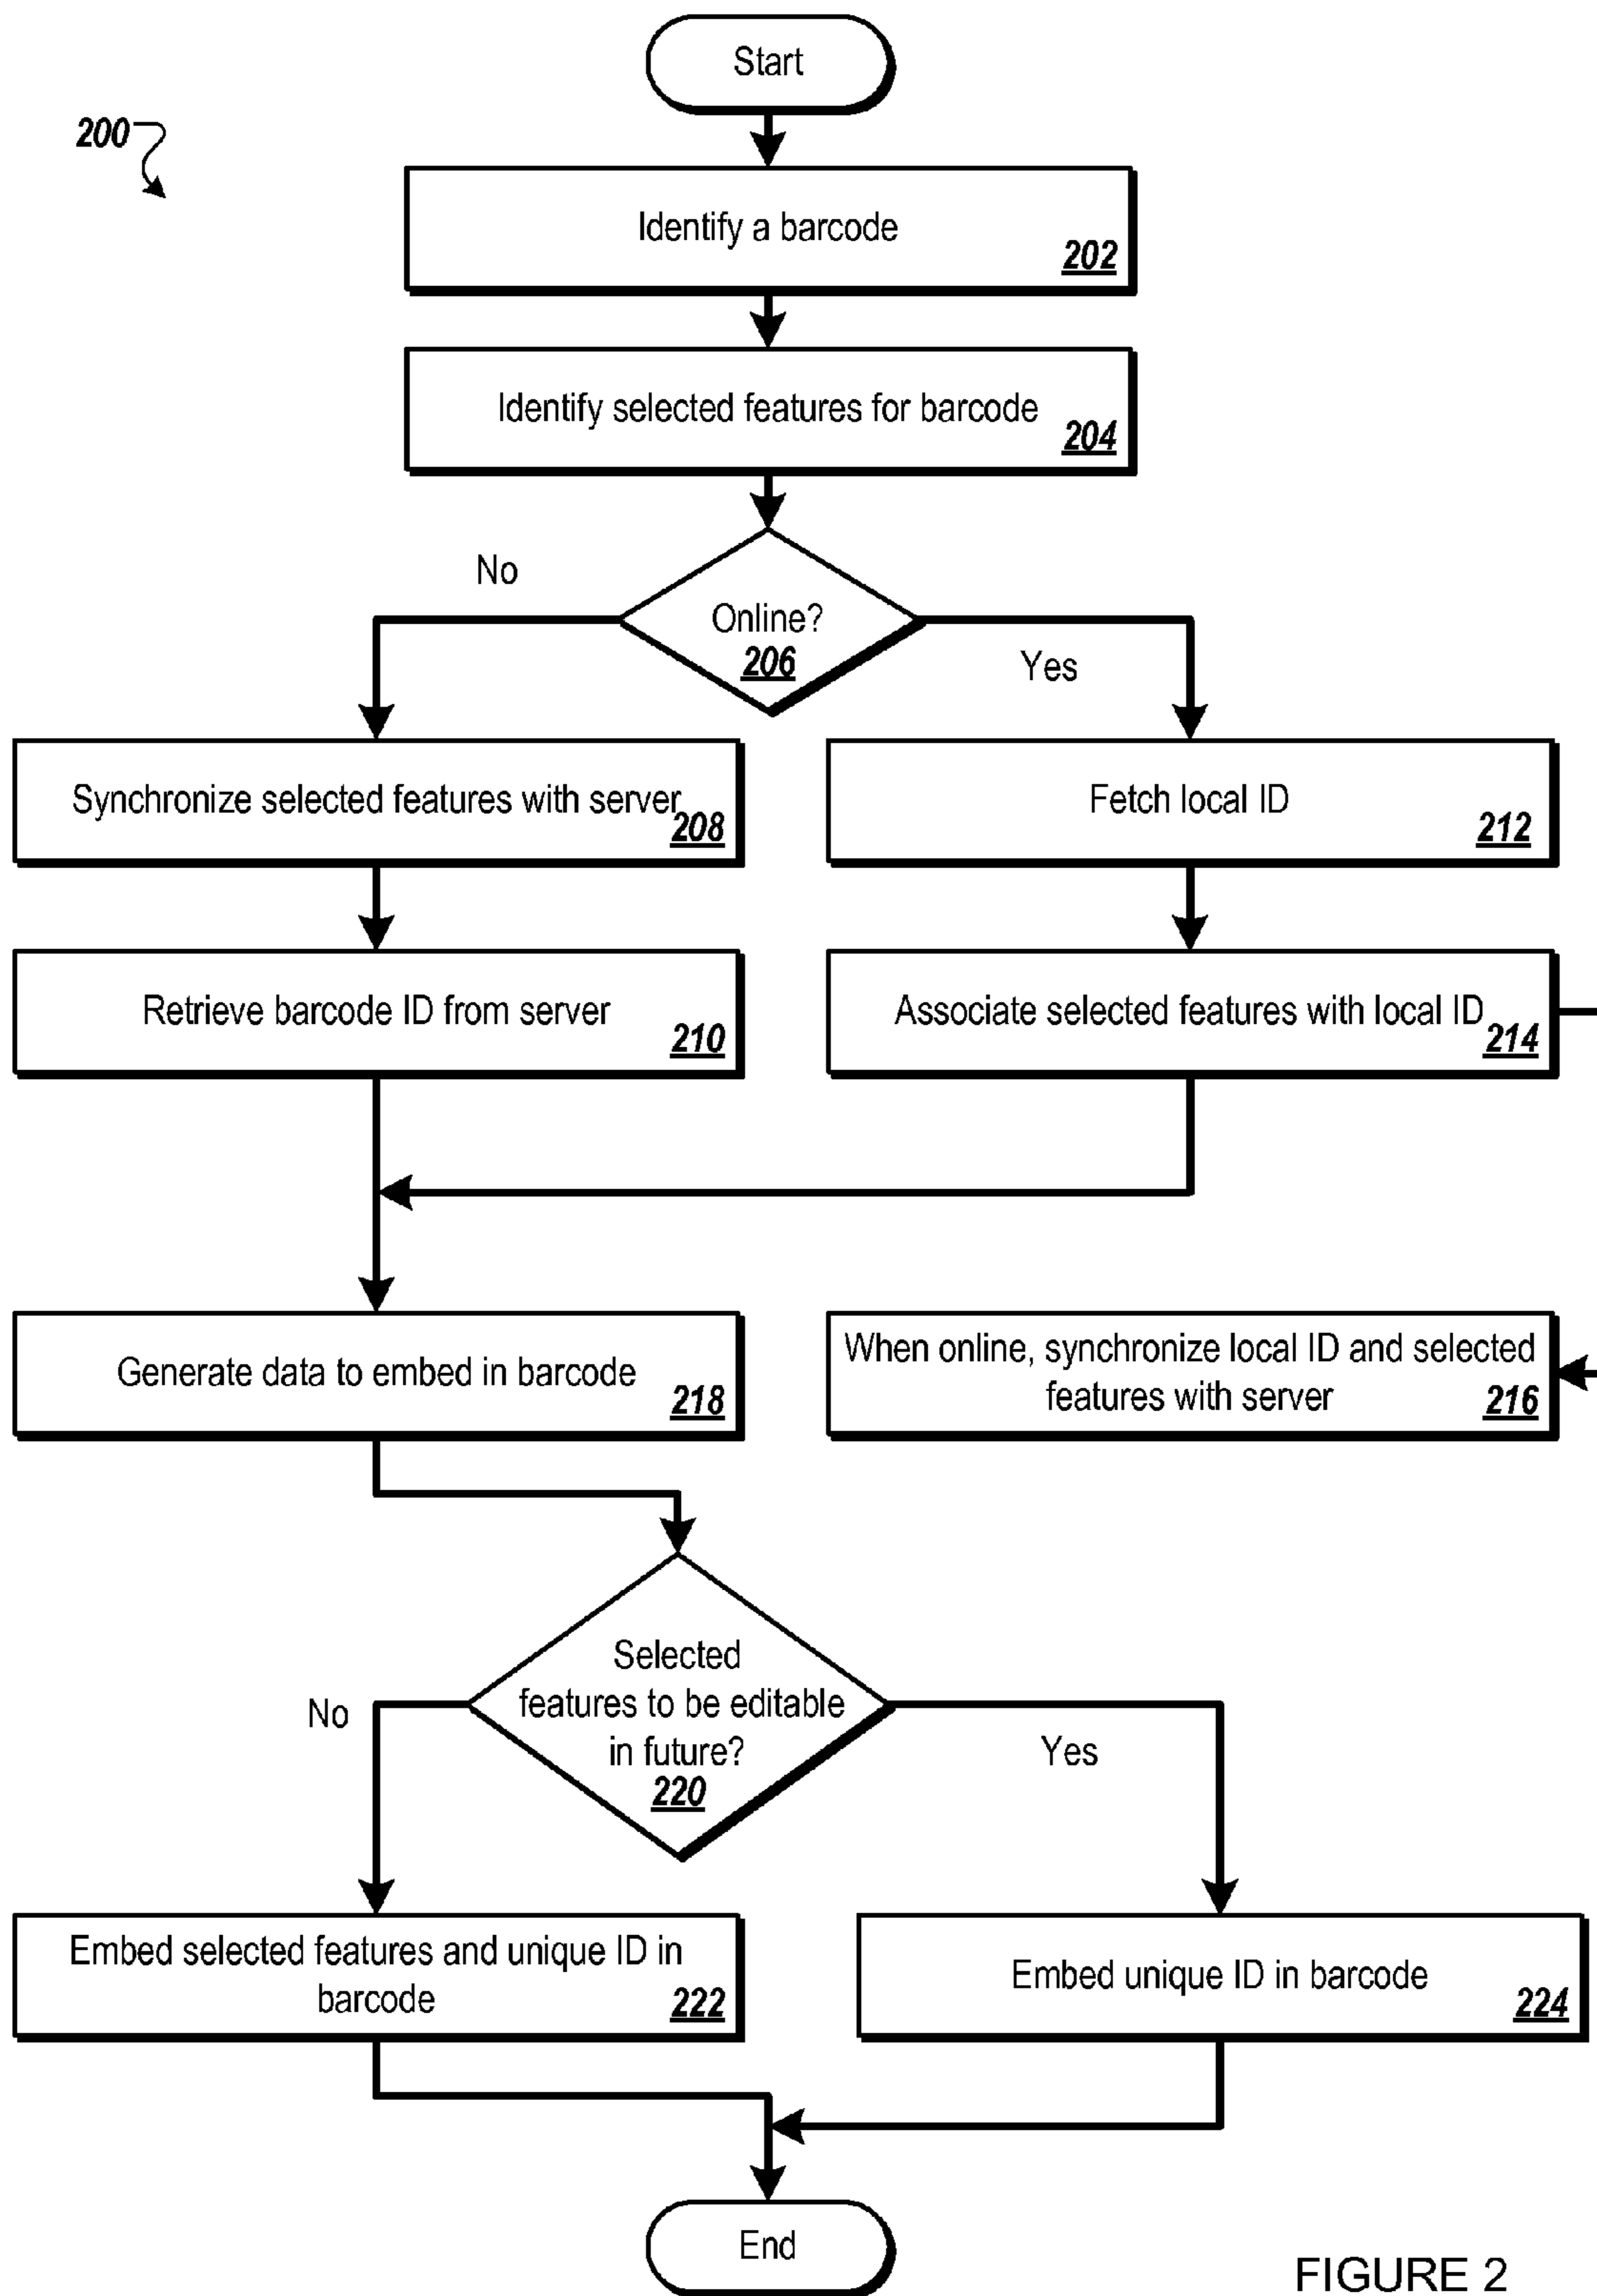 Start
200
Identify a barcode
202
Identify selected features for barcode
204
No
Online?
206
Yes
Synchronize selected features with server
208
Fetch local ID
212
Retrieve barcode ID from server
210
Associate selected features with local ID
214
Generate data to embed in barcode
218
When online, synchronize local ID and selected
features with server
216
Selected
features to be editable
in future?
220
No
Yes
Embed selected features and unique ID in
barcode
222
Embed unique ID in barcode
224
End
FIGURE 2